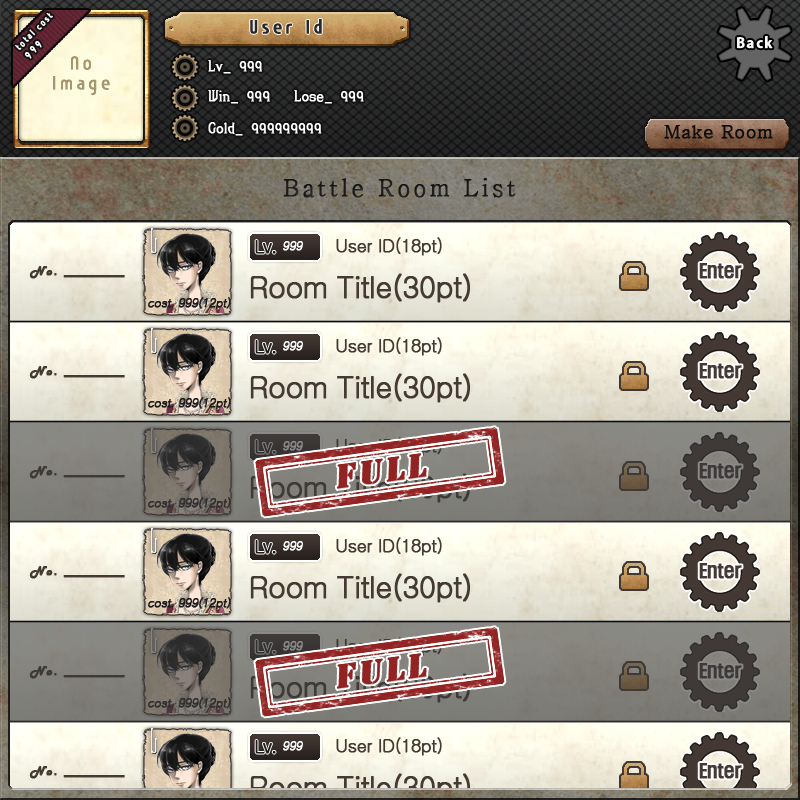 total cost
999
No
Image
User Id
Lv_ 999
Win_ 999 Lose_ 999
Gold_ 999999999
Back
Make Room
Battle Room List
No.
cost 999(12pt)
Lv. 999
User ID(18pt)
Room Title(30pt)
Enter
No.
cost 999(12pt)
Lv. 999
User ID(18pt)
Room Title(30pt)
Enter
No.
cost 999(12pt)
Lv. 999
FULL
Enter
No.
cost 999(12pt)
Lv. 999
User ID(18pt)
Room Title(30pt)
Enter
No.
cost 999(12pt)
Lv. 999
FULL
Enter
No.
Lv. 999
User ID(18pt)
Room Title(30pt)
Enter